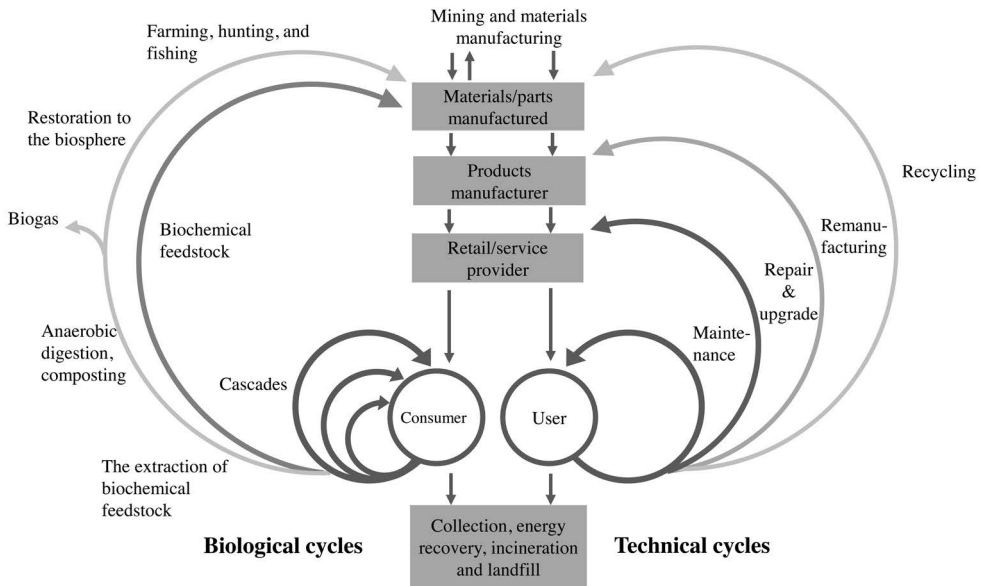 Mining and materials
manufacturing
Farming, hunting, and
fishing
Materials/parts
manufactured
Restoration to
the biosphere
Products
manufacturer
Recycling
Biogas
Biochemical
feedstock
Retail/service
provider
Remanu-
facturing
Repair
&
upgrade
Anaerobic
digestion,
composting
Mainte-
nance
Cascades
Consumer
User
The extraction of
biochemical
feedstock
Biological cycles
Collection, energy
recovery, incineration
and landfill
Technical cycles